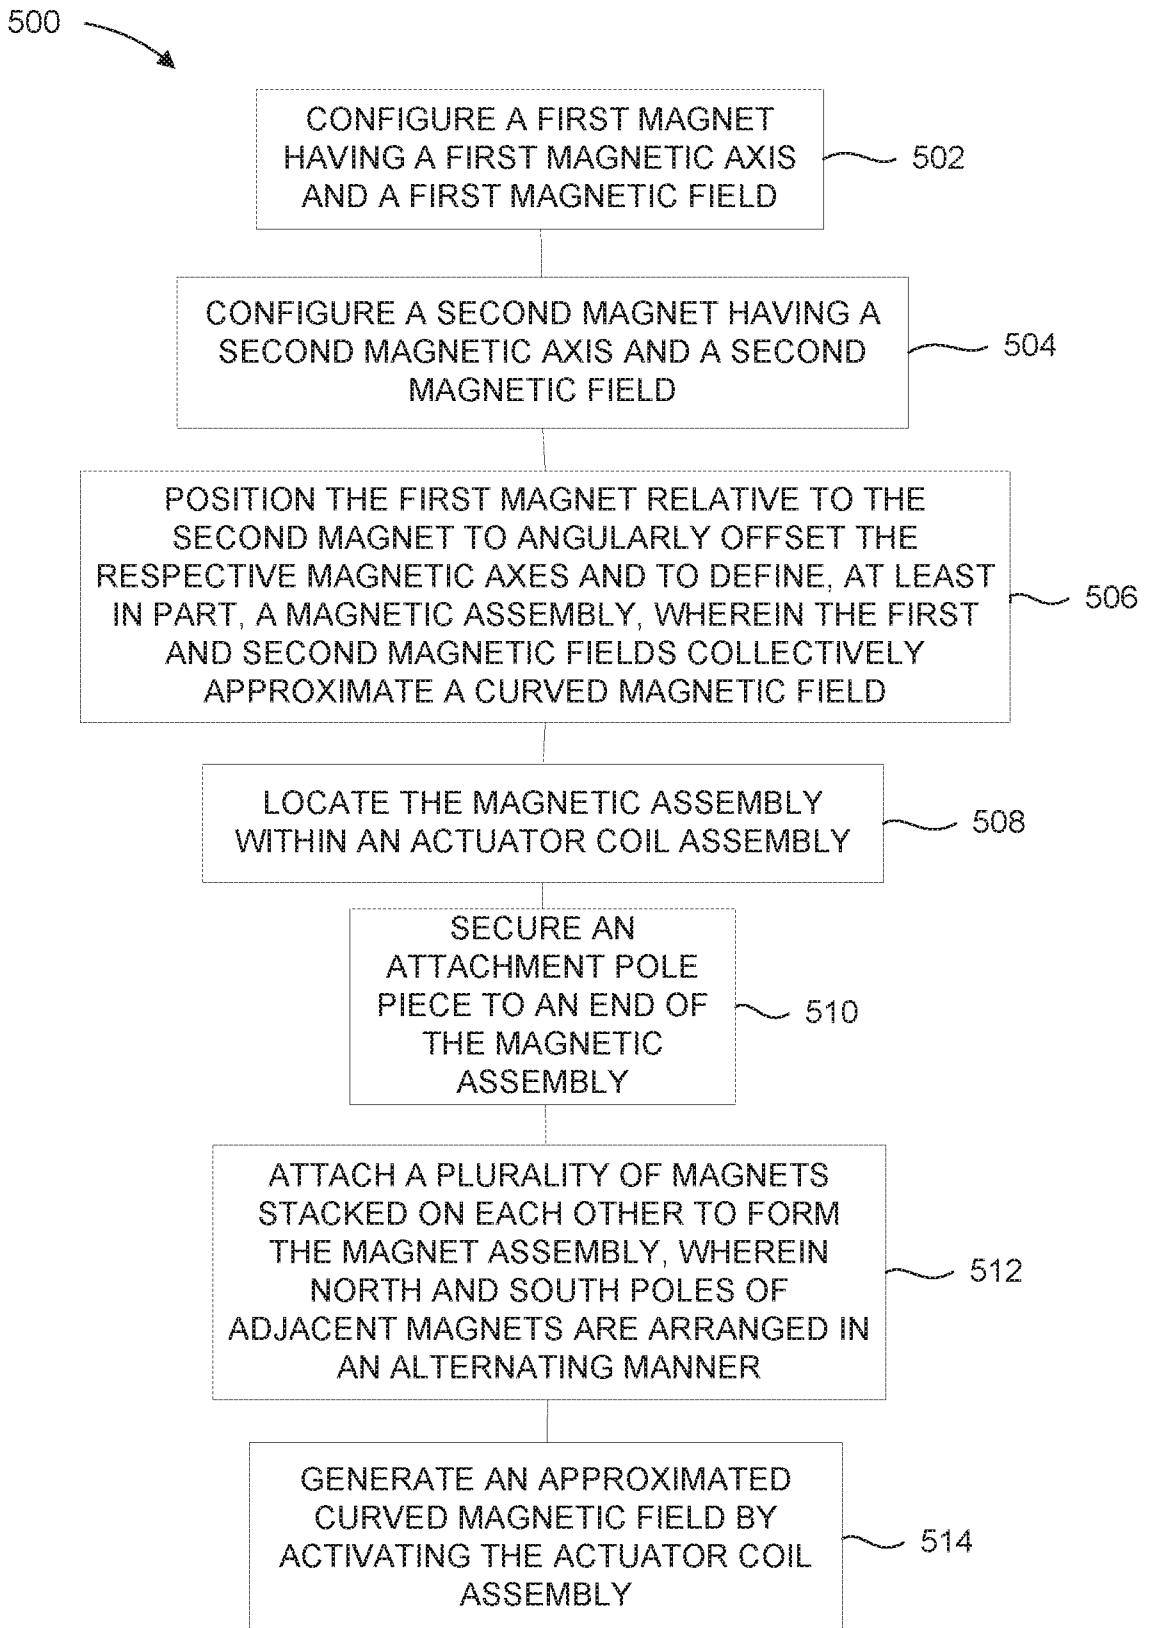 500
CONFIGURE A FIRST MAGNET
HAVING A FIRST MAGNETIC AXIS
AND A FIRST MAGNETIC FIELD
502
CONFIGURE A SECOND MAGNET HAVING A
SECOND MAGNETIC AXIS AND A SECOND
MAGNETIC FIELD
504
POSITION THE FIRST MAGNET RELATIVE TO THE
SECOND MAGNET TO ANGULARLY OFFSET THE
RESPECTIVE MAGNETIC AXES AND TO DEFINE, AT LEAST
IN PART, A MAGNETIC ASSEMBLY, WHEREIN THE FIRST
AND SECOND MAGNETIC FIELDS COLLECTIVELY
APPROXIMATE A CURVED MAGNETIC FIELD
506
LOCATE THE MAGNETIC ASSEMBLY
WITHIN AN ACTUATOR COIL ASSEMBLY
508
SECURE AN
ATTACHMENT POLE
PIECE TO AN END OF
THE MAGNETIC
ASSEMBLY
510
ATTACH A PLURALITY OF MAGNETS
STACKED ON EACH OTHER TO FORM
THE MAGNET ASSEMBLY, WHEREIN
NORTH AND SOUTH POLES OF
ADJACENT MAGNETS ARE ARRANGED IN
AN ALTERNATING MANNER
512
GENERATE AN APPROXIMATED
CURVED MAGNETIC FIELD BY
ACTIVATING THE ACTUATOR COIL
ASSEMBLY
514